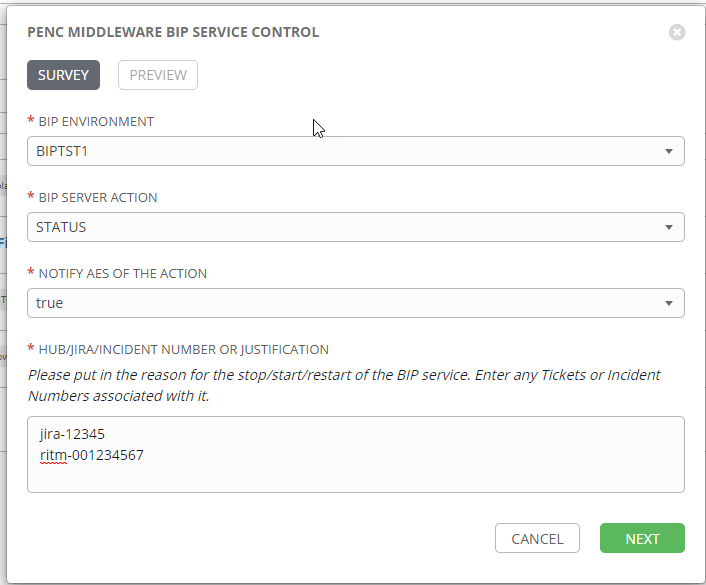 PENC MIDDLEWARE BIP SERVICE CONTROL
SURVEY PREVIEW
* BIP ENVIRONMENT
BIPTST1
* BIP SERVER ACTION
STATUS
* NOTIFY AES OF THE ACTION
true
* HUB/JIRA/INCIDENT NUMBER OR JUSTIFICATION
Please put in the reason for the stop/start/restart of the BIP service. Enter any Tickets or Incident
Numbers associated with it.
jira-12345
ritm-001234567
CANCEL NEXT